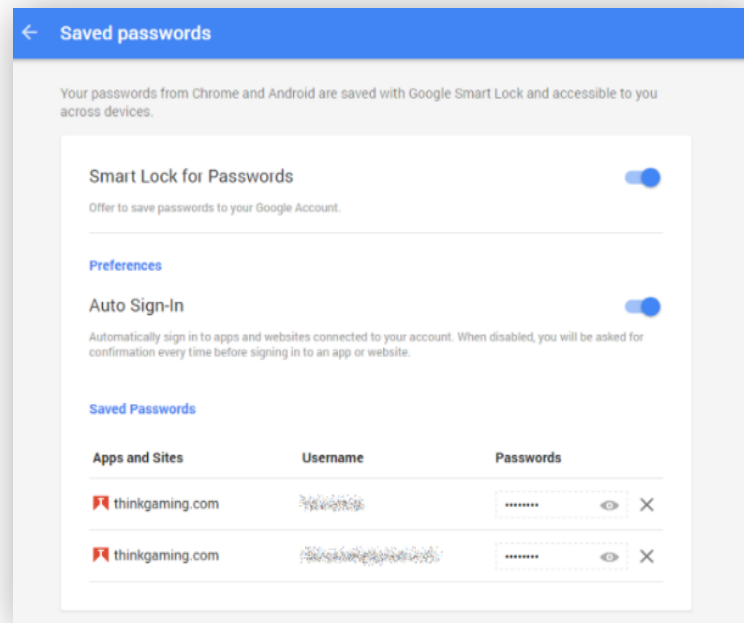 Saved passwords
Your passwords from Chrome and Android are saved with Google Smart Lock and accessible to you
across devices.
Smart Lock for Passwords
Offer to save passwords to your Google Account.
Preferences
Auto Sign-In
Automatically sign in to apps and websites connected to your account. When disabled, you will be asked for
confirmation every time before signing in to an app or website.
Saved Passwords
Apps and Sites Username Passwords
thinkgaming.com ········
thinkgaming.com ········